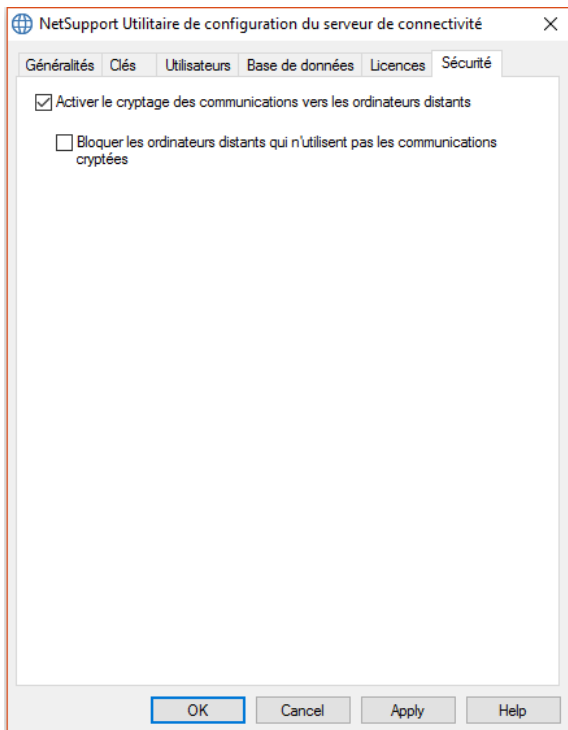 NetSupport Utilitaire de configuration du serveur de connectivité
Généralités Clés Utilisateurs Base de données Licences Sécurité
Activer le cryptage des communications vers les ordinateurs distants
Bloquer les ordinateurs distants qui n'utilisent pas les communications
cryptées
OK Cancel Apply Help